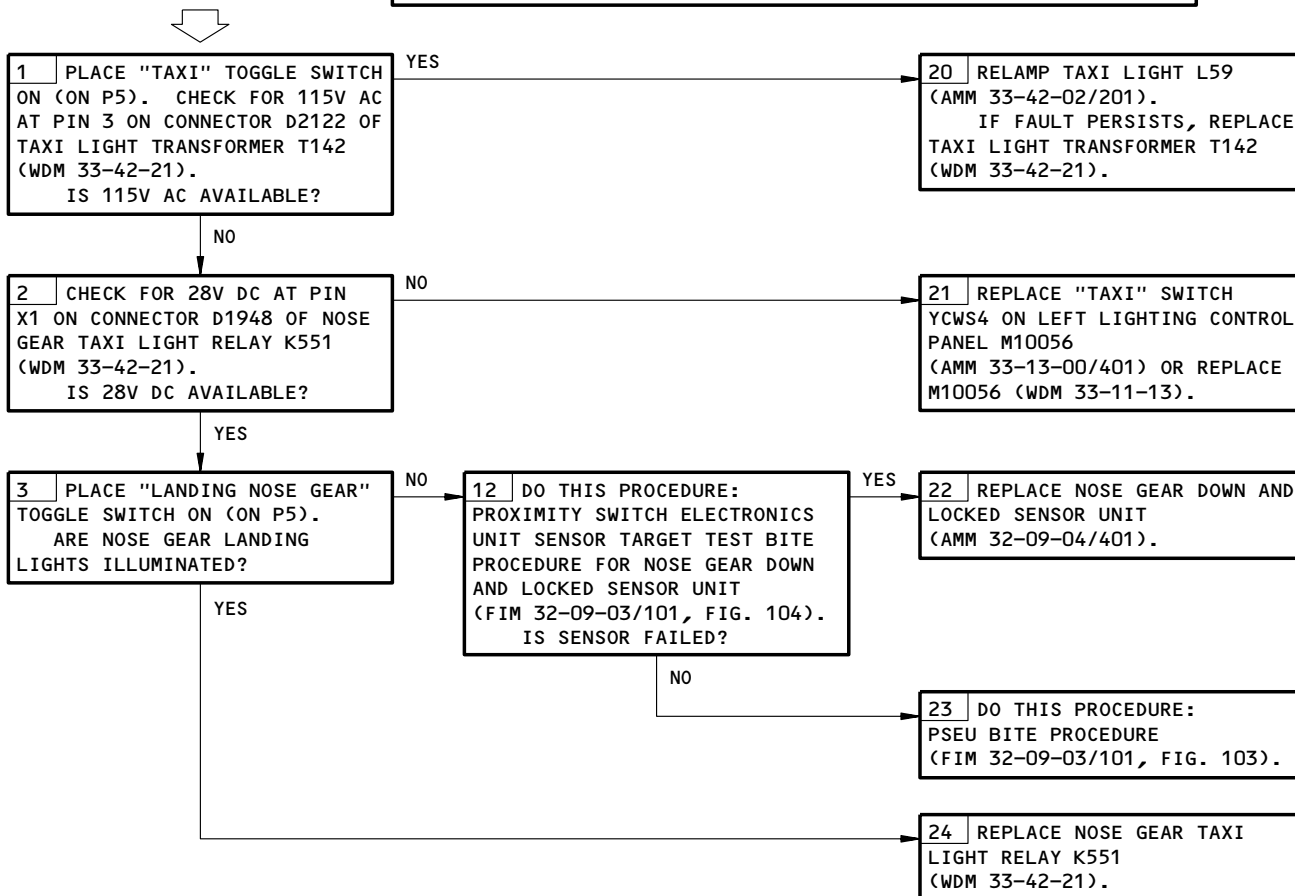 1 PLACE "TAXI" TOGGLE SWITCH
ON (ON P5). CHECK FOR 115V AC
AT PIN 3 ON CONNECTOR D2122 OF
TAXI LIGHT TRANSFORMER T142
(WDM 33-42-21).
IS 115V AC AVAILABLE?
YES
20 RELAMP TAXI LIGHT L59
(AMM 33-42-02/201).
IF FAULT PERSISTS, REPLACE
TAXI LIGHT TRANSFORMER T142
(WDM 33-42-21).
NO
2 CHECK FOR 28V DC AT PIN
X1 ON CONNECTOR D1948 OF NOSE
GEAR TAXI LIGHT RELAY K551
(WDM 33-42-21).
IS 28V DC AVAILABLE?
NO
21 REPLACE "TAXI" SWITCH
YCWS4 ON LEFT LIGHTING CONTROL
PANEL M10056
(AMM 33-13-00/401) OR REPLACE
M10056 (WDM 33-11-13).
YES
3 PLACE "LANDING NOSE GEAR"
TOGGLE SWITCH ON (ON P5).
ARE NOSE GEAR LANDING
LIGHTS ILLUMINATED?
NO
12 DO THIS PROCEDURE:
PROXIMITY SWITCH ELECTRONICS
UNIT SENSOR TARGET TEST BITE
PROCEDURE FOR NOSE GEAR DOWN
AND LOCKED SENSOR UNIT
(FIM 32-09-03/101, FIG. 104).
IS SENSOR FAILED?
YES
22 REPLACE NOSE GEAR DOWN AND
LOCKED SENSOR UNIT
(AMM 32-09-04/401).
YES
NO
23 DO THIS PROCEDURE:
PSEU BITE PROCEDURE
(FIM 32-09-03/101, FIG. 103).
24 REPLACE NOSE GEAR TAXI
LIGHT RELAY K551
(WDM 33-42-21).